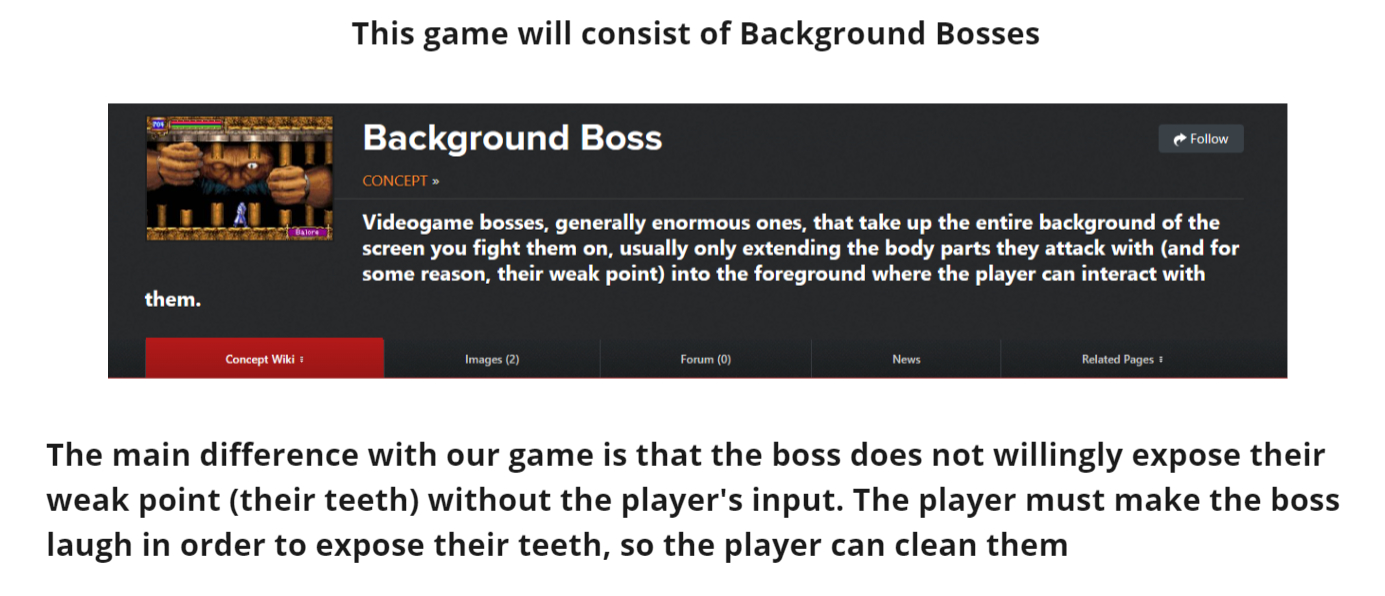 This game will consist of Background Bosses
704
Galore
Background Boss
Follow
CONCEPT »
Videogame bosses, generally enormous ones, that take up the entire background of the
screen you fight them on, usually only extending the body parts they attack with (and for
some reason, their weak point) into the foreground where the player can interact with
them.
Concept Wiki
Images (2)
Forum (0)
News
Related Pages
The main difference with our game is that the boss does not willingly expose their
weak point (their teeth) without the player's input. The player must make the boss
laugh in order to expose their teeth, so the player can clean them